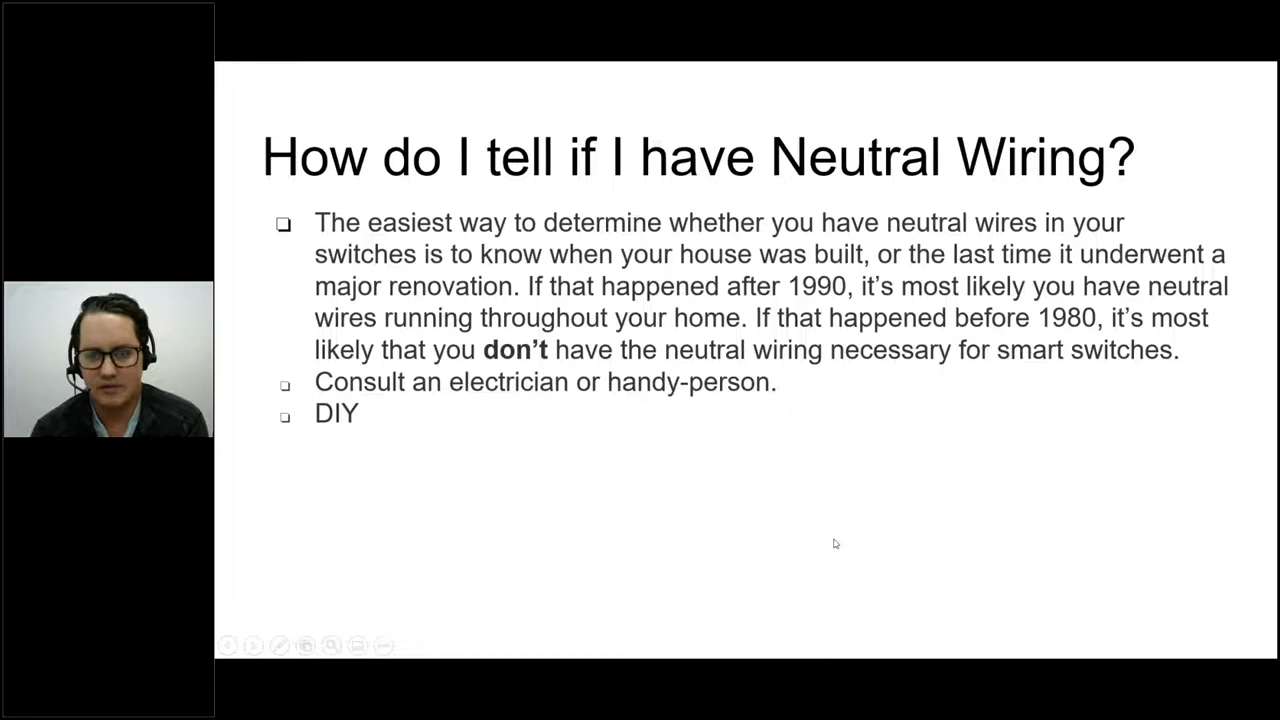 How do I tell if I have Neutral Wiring?
The easiest way to determine whether you have neutral wires in your
switches is to know when your house was built, or the last time it underwent a
major renovation. If that happened after 1990, it’s most likely you have neutral
wires running throughout your home. If that happened before 1980, it’s most
likely that you don’t have the neutral wiring necessary for smart switches.
Consult an electrician or handy-person.
DIY